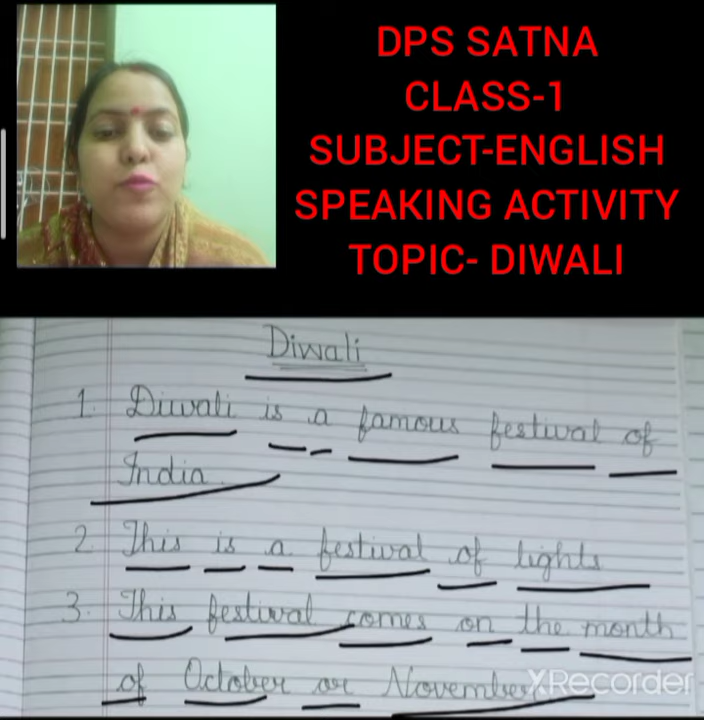 DPS SATNA
CLASS-1
SUBJECT-ENGLISH
SPEAKING ACTIVITY
TOPIC- DIWALI
Diwali
1. Diwali is a famous festival of
India.
2. This is a festival of lights
3. This festival comes on the month
of October or November
XRecorder